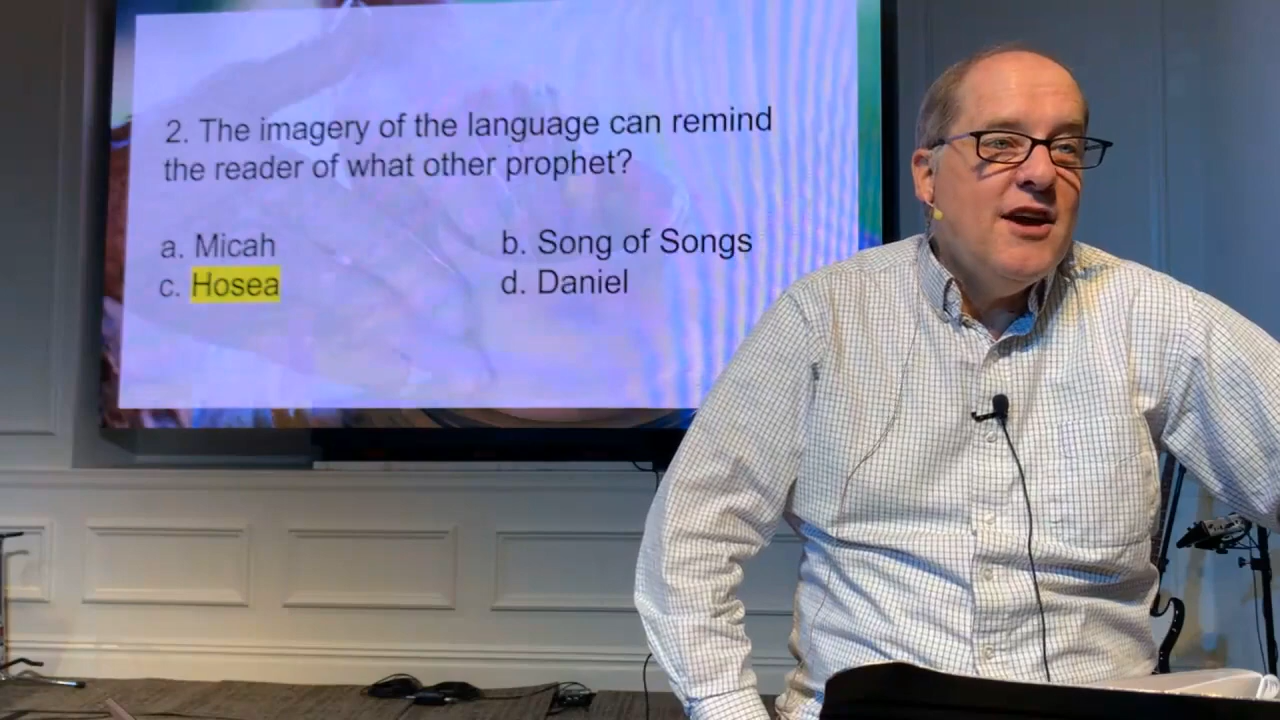 2. The imagery of the language can remind
the reader of what other prophet?
a. Micah b. Song of Songs
c. Hosea d. Daniel